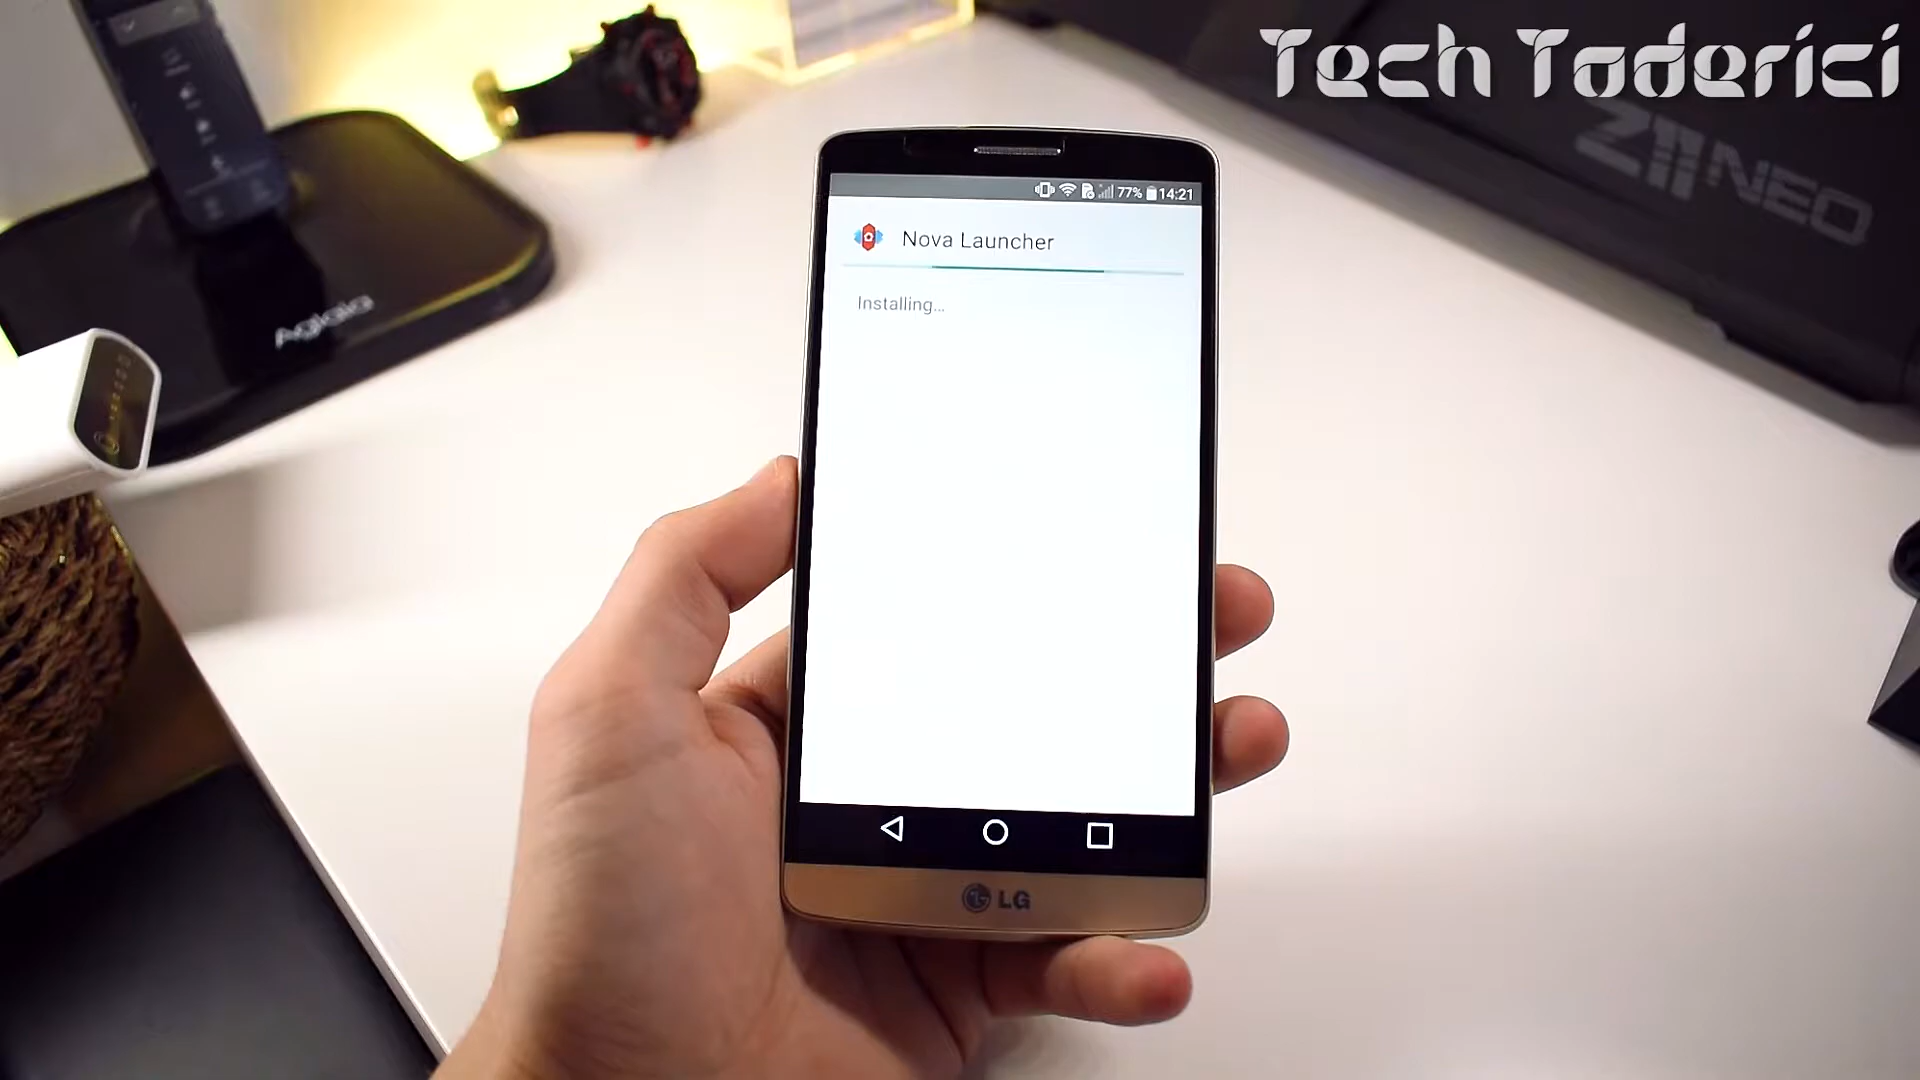 Tech Toderici
Z11 NEO
77% 14:21
Nova Launcher
Installing...
Aglaia
LG